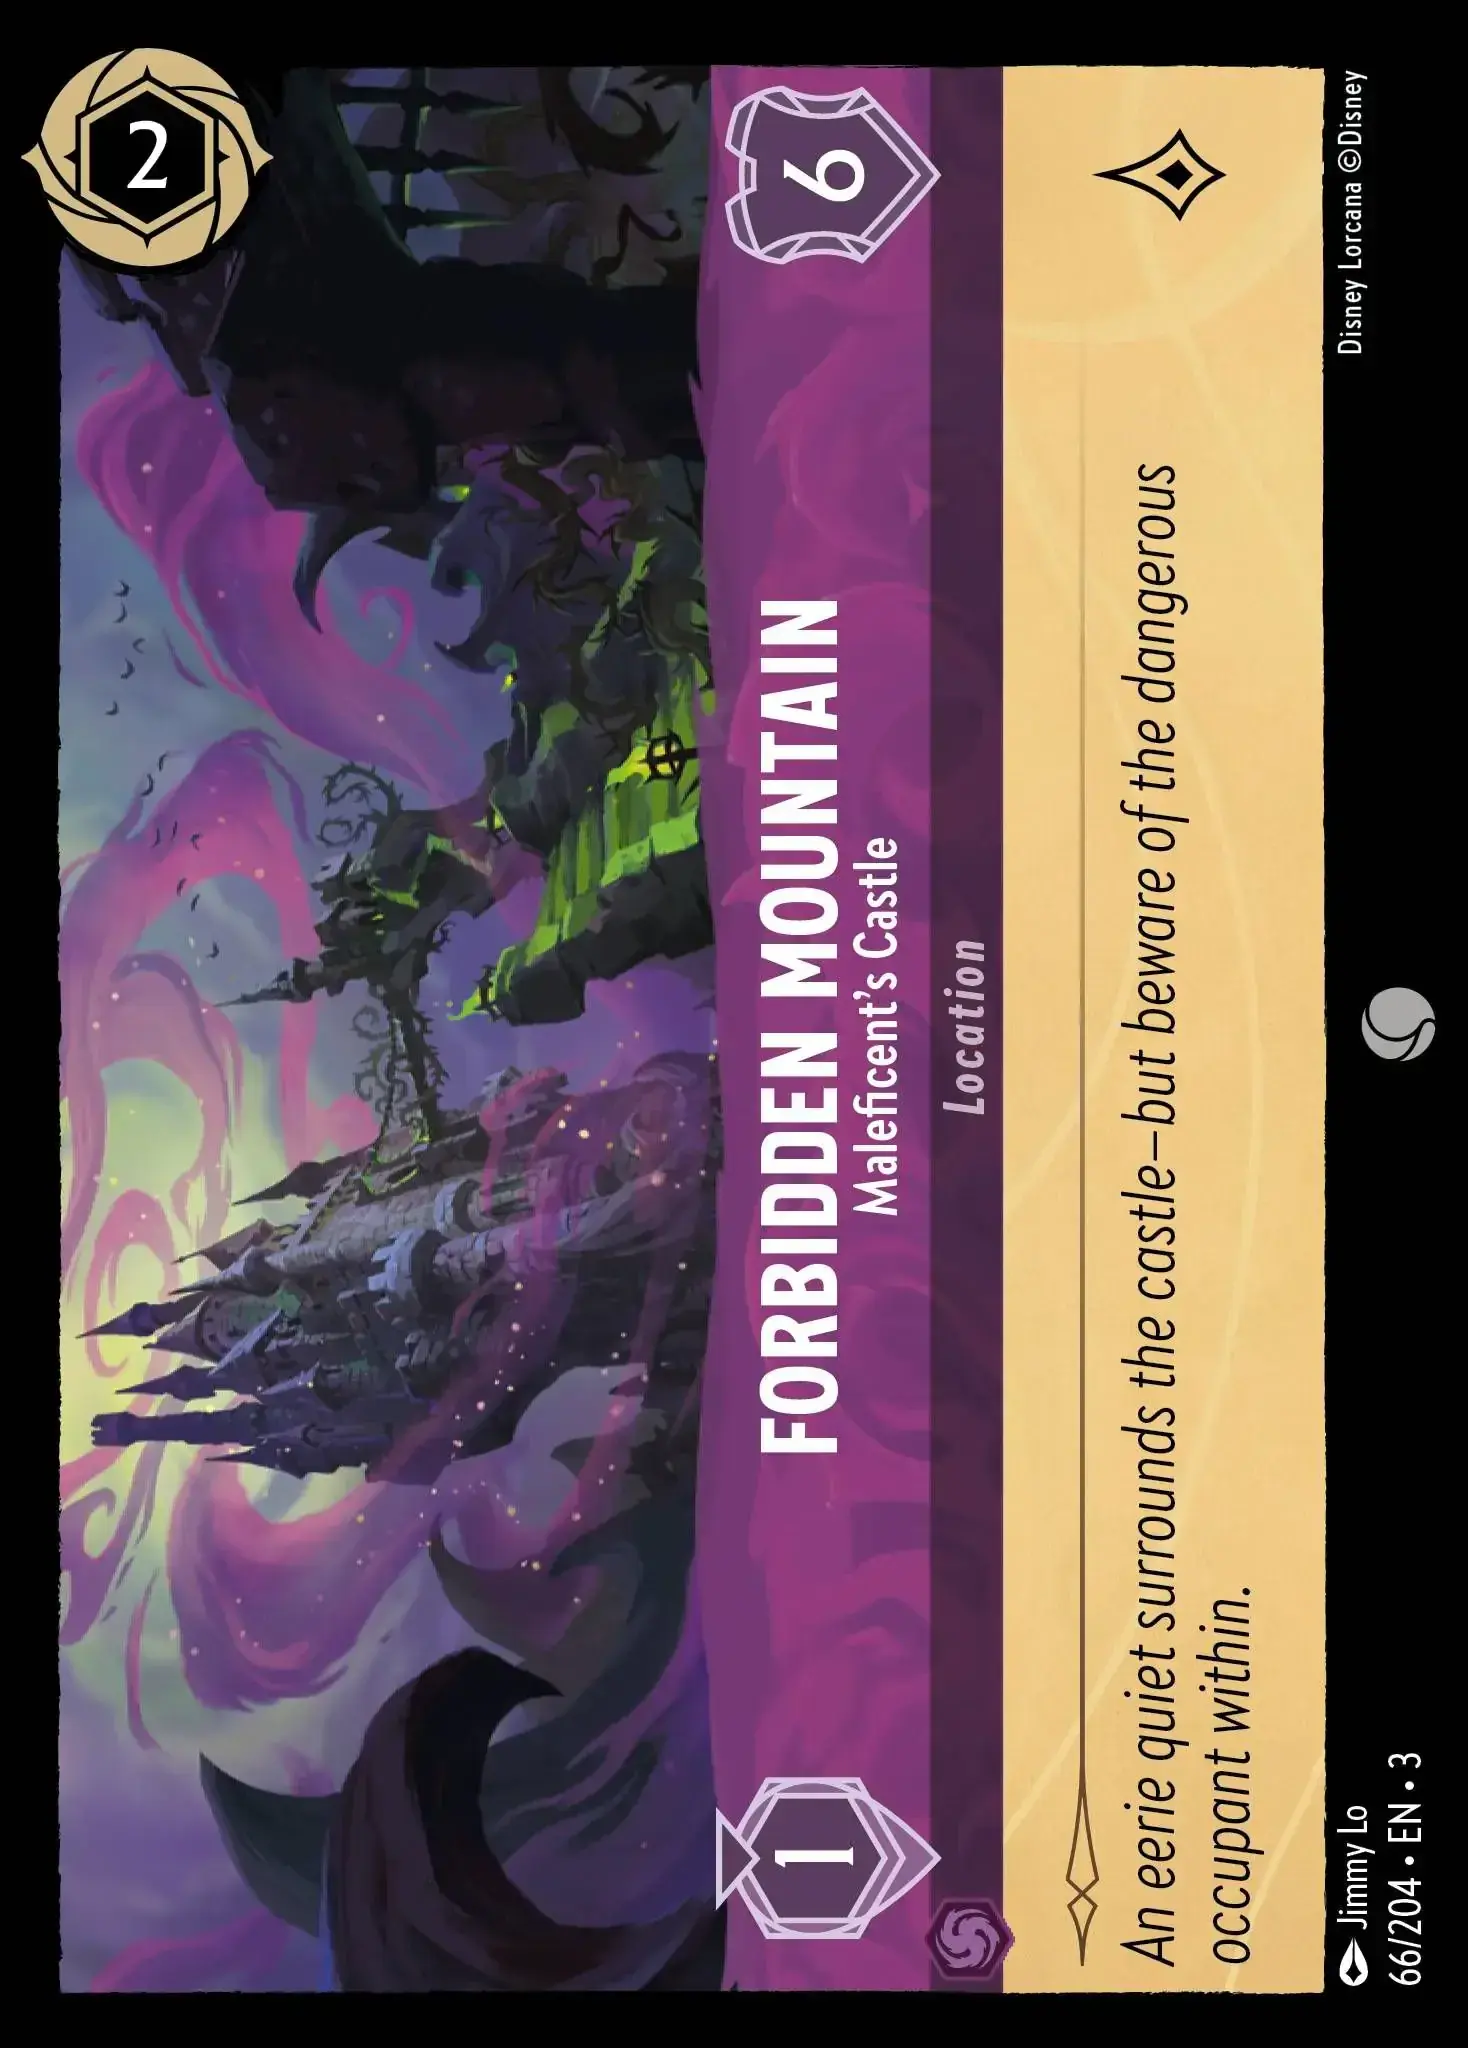 2
FORBIDDEN MOUNTAIN
Maleficent's Castle
1
6
Location
An eerie quiet surrounds the castle–but beware of the dangerous
occupant within.
Jimmy Lo
66/204 • EN • 3
Disney Lorcana ©Disney